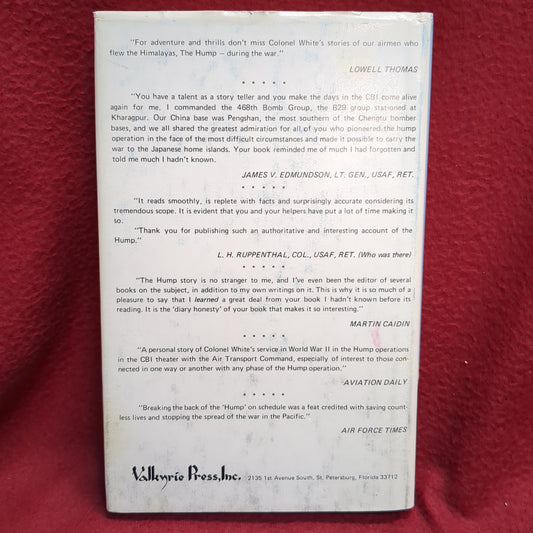 "For adventure and thrills don't miss Colonel White's stories of our airmen who
flew the Himalayas, The Hump — during the war."
LOWELL THOMAS
* * * * *
"You have a talent as a story teller and you make the days in the CBI come alive
again for me. I commanded the 468th Bomb Group, the B29 group stationed at
Kharagpur. Our China base was Pengshan, the most southern of the Chengtu bomber
bases, and we all shared the greatest admiration for all of you who pioneered the hump
operation in the face of the most difficult circumstances and made it possible to carry the
war to the Japanese home islands. Your book reminded me of much I had forgotten and
told me much I hadn't known.
JAMES V. EDMUNDSON, LT. GEN., USAF, RET.
* * * * *
"It reads smoothly, is replete with facts and surprisingly accurate considering its
tremendous scope. It is evident that you and your helpers have put a lot of time making it
so.
"Thank you for publishing such an authoritative and interesting account of the
Hump."
L. H. RUPPENTHAL, COL., USAF, RET. (Who was there)
* * * * *
"The Hump story is no stranger to me, and I've even been the editor of several
books on the subject, in addition to my own writings on it. This is why it is so much of a
pleasure to say that I learned a great deal from your book I hadn't known before its
reading. It is the 'diary honesty' of your book that makes it so interesting."
MARTIN CAIDIN
* * * * *
"A personal story of Colonel White's service in World War II in the Hump operations
in the CBI theater with the Air Transport Command, especially of interest to those con-
nected in one way or another with any phase of the Hump operation."
AVIATION DAILY
* * * * *
"Breaking the back of the 'Hump' on schedule was a feat credited with saving count-
less lives and stopping the spread of the war in the Pacific."
AIR FORCE TIMES
Valkyrie Press, Inc. 2135 1st Avenue South, St. Petersburg, Florida 33712